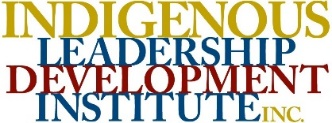 INDIGENOUS
LEADERSHIP
DEVELOPMENT
INSTITUTE INC.